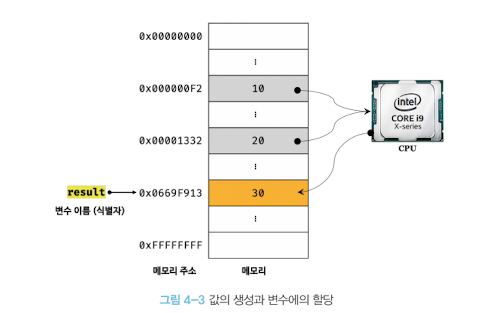 0x00000000
⋮
0x000000F2 10
⋮
intel
CORE i9
X-series
CPU
0x00001332 20
⋮
result 0x0669F913 30
변수 이름 (식별자)
⋮
0xFFFFFFFF
메모리 주소 메모리
그림 4-3 값의 생성과 변수에의 할당